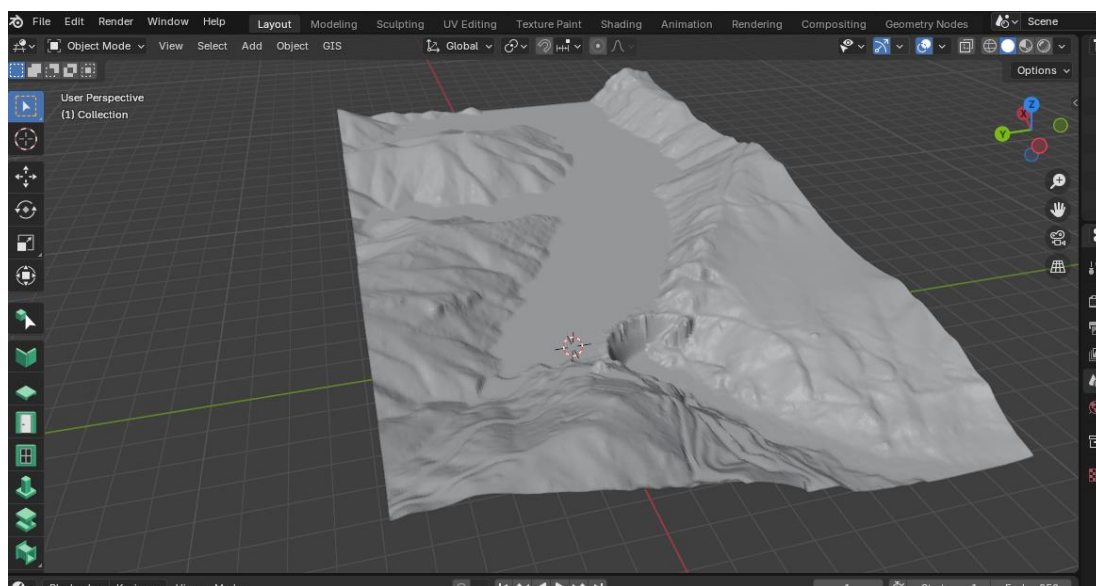 File Edit Render Window Help Layout Modeling Sculpting UV Editing Texture Paint Shading Animation Rendering Compositing Geometry Nodes Scene
Object Mode View Select Add Object GIS Global
Options
User Perspective
(1) Collection
Z
X
Y